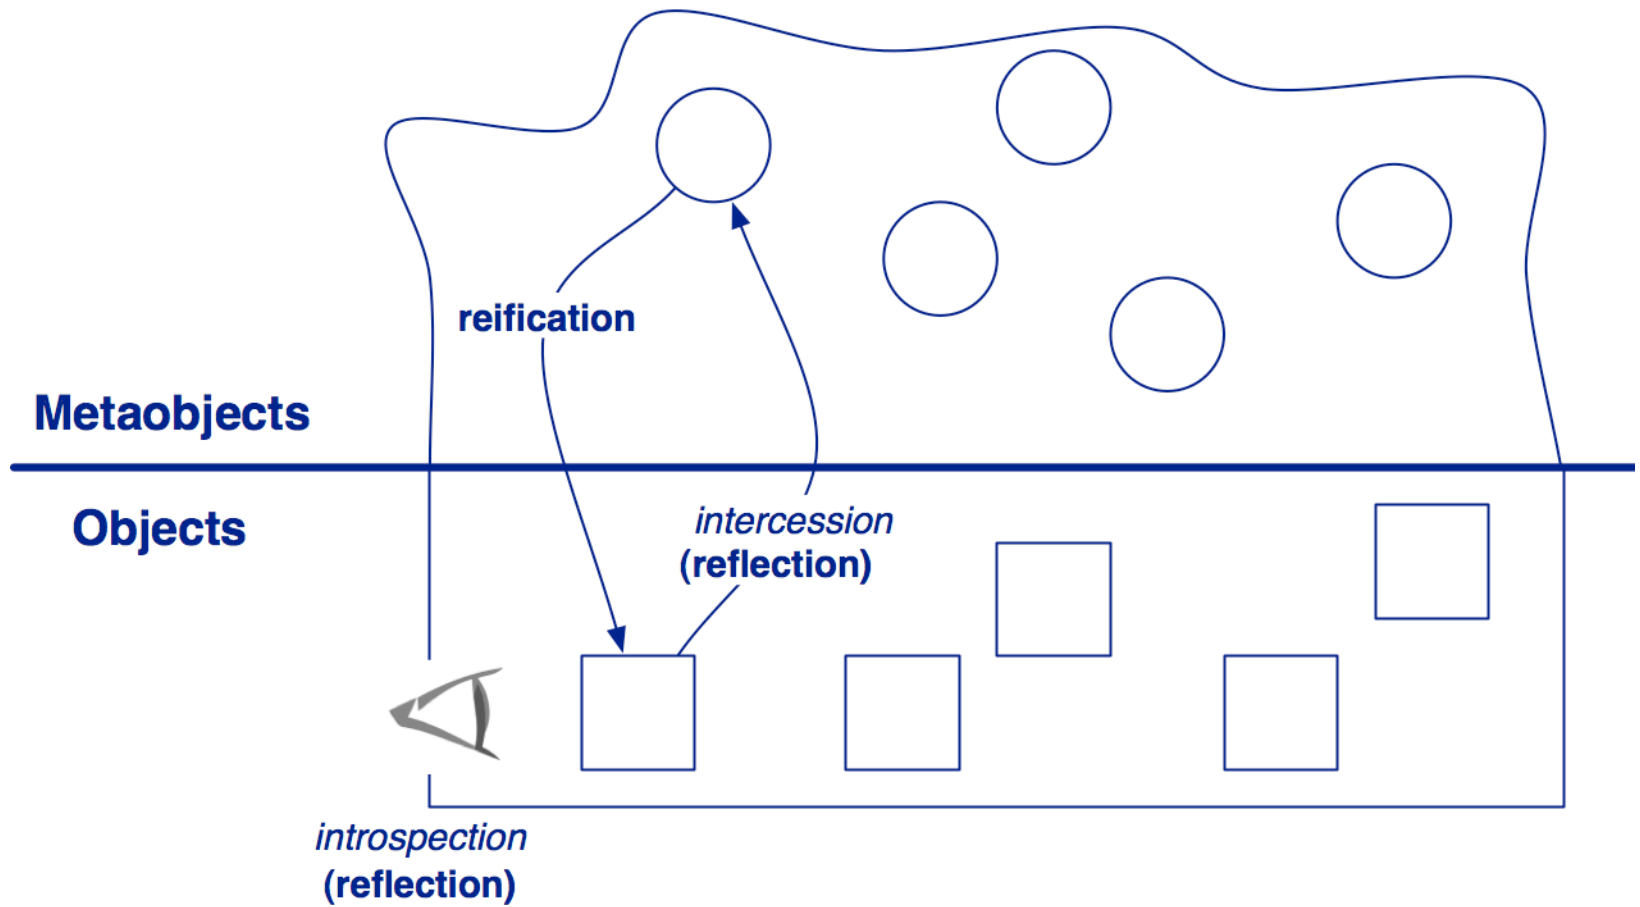 reification
Metaobjects
Objects
intercession
(reflection)
introspection
(reflection)